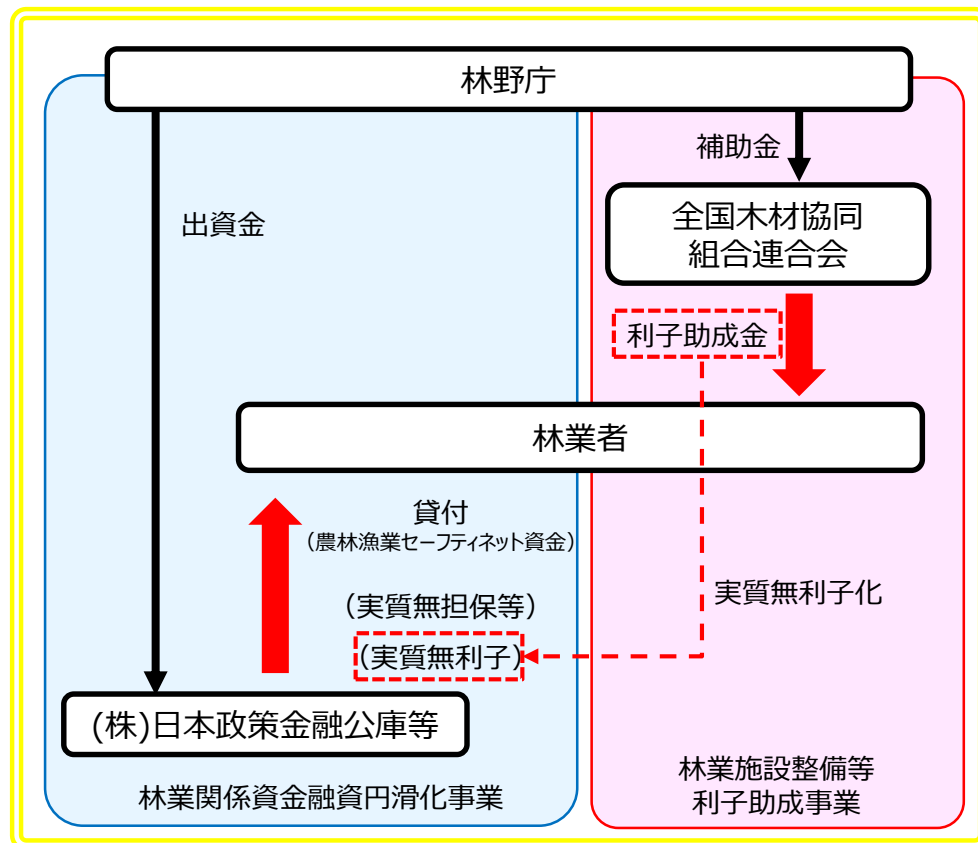 林野庁
補助金
出資金
全国木材協同
組合連合会
利子助成金
林業者
貸付
（農林漁業セーフティネット資金）
（実質無担保等）
（実質無利子）
実質無利子化
(株)日本政策金融公庫等
林業関係資金融資円滑化事業
林業施設整備等
利子助成事業